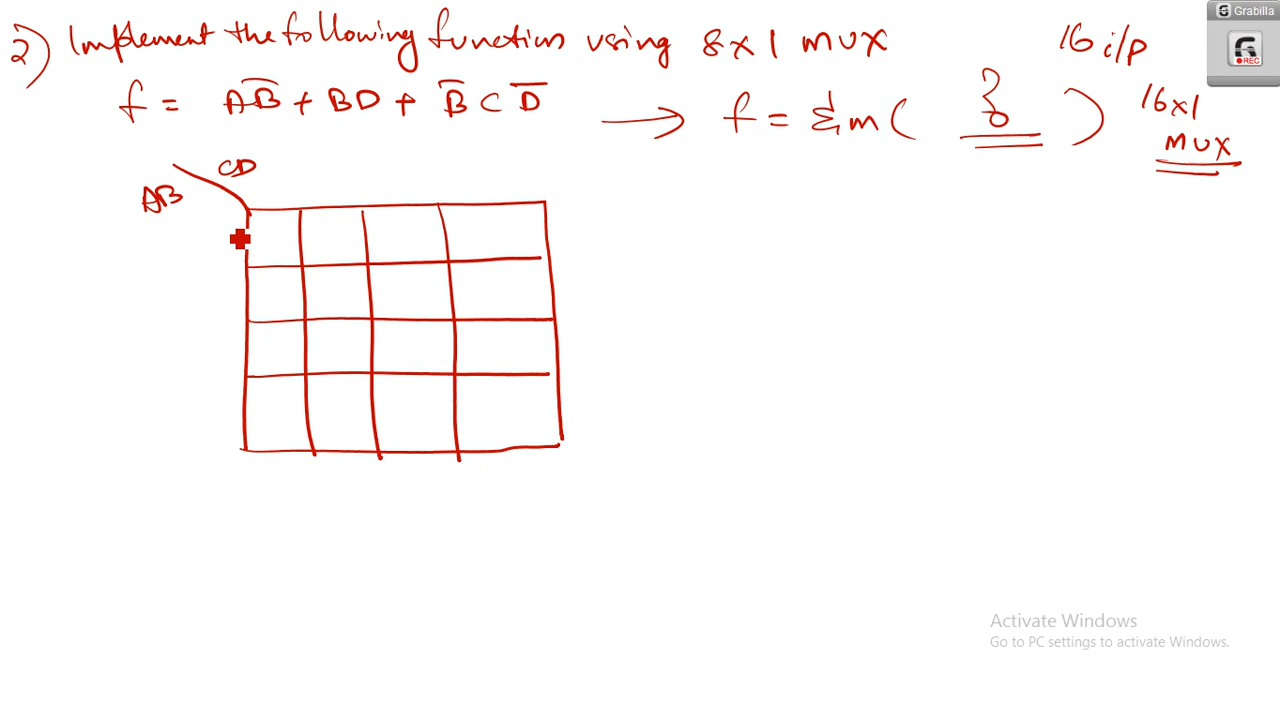 2) Implement the following function using 8x1 MUX
16 i/p
f = AB̅ + BD + B̅CD̅ → f = Σm( ? )
16x1
MUX
CD
AB
Grabilla
REC
Activate Windows
Go to PC settings to activate Windows.